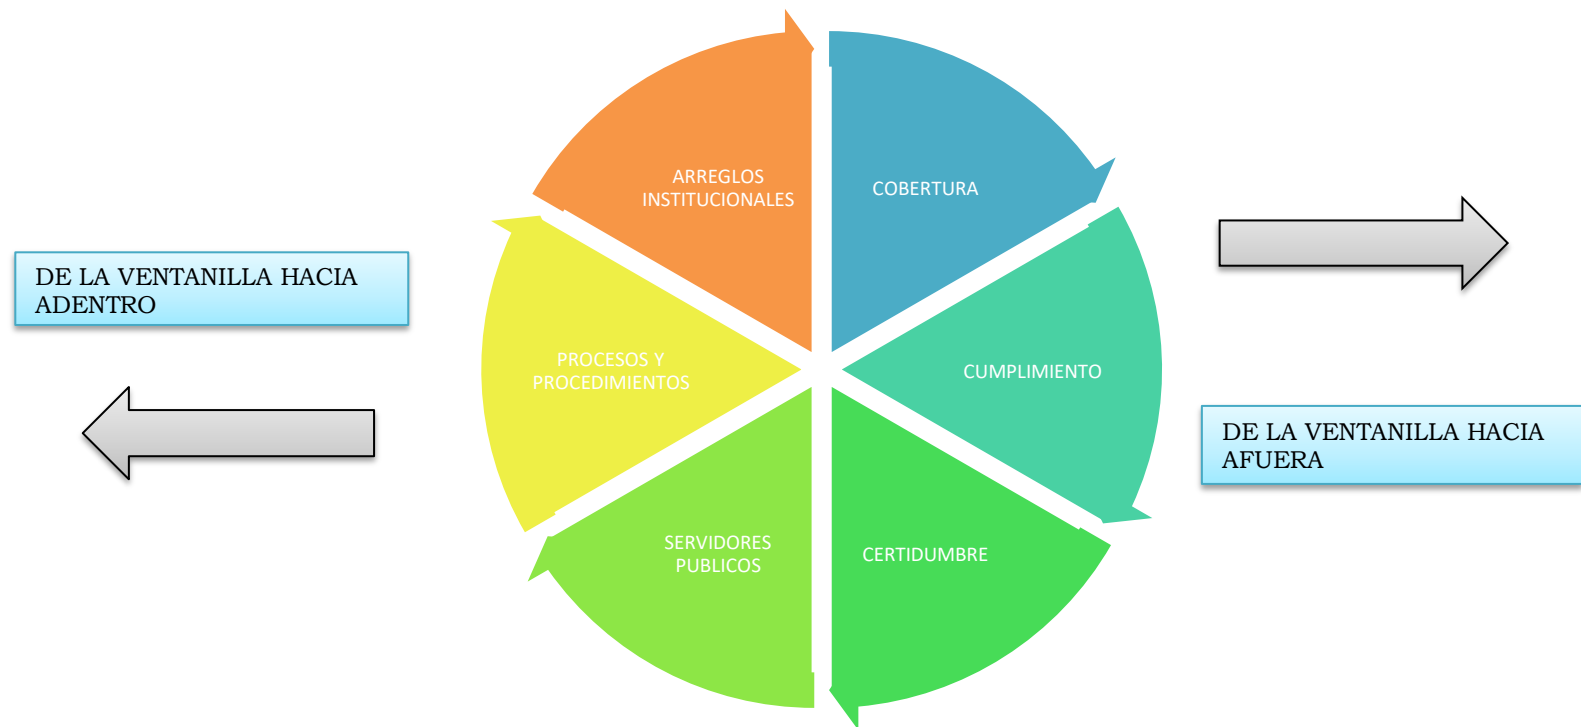 ARREGLOS
INSTITUCIONALES
COBERTURA
DE LA VENTANILLA HACIA
ADENTRO
PROCESOS Y
PROCEDIMIENTOS
CUMPLIMIENTO
DE LA VENTANILLA HACIA
AFUERA
SERVIDORES
PUBLICOS
CERTIDUMBRE